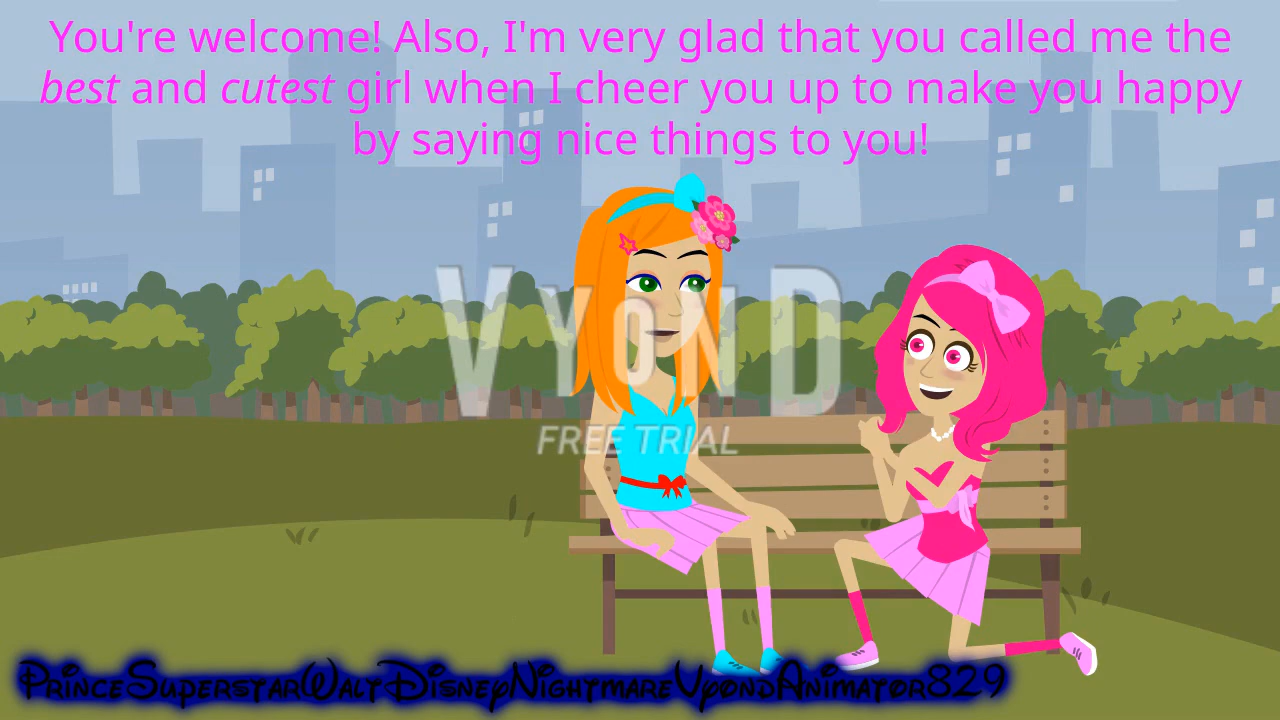 You're welcome! Also, I'm very glad that you called me the
best and cutest girl when I cheer you up to make you happy
by saying nice things to you!
VYOND
FREE TRIAL
PrinceSuperstarWaltDisneyNightmareVyondAnimator829